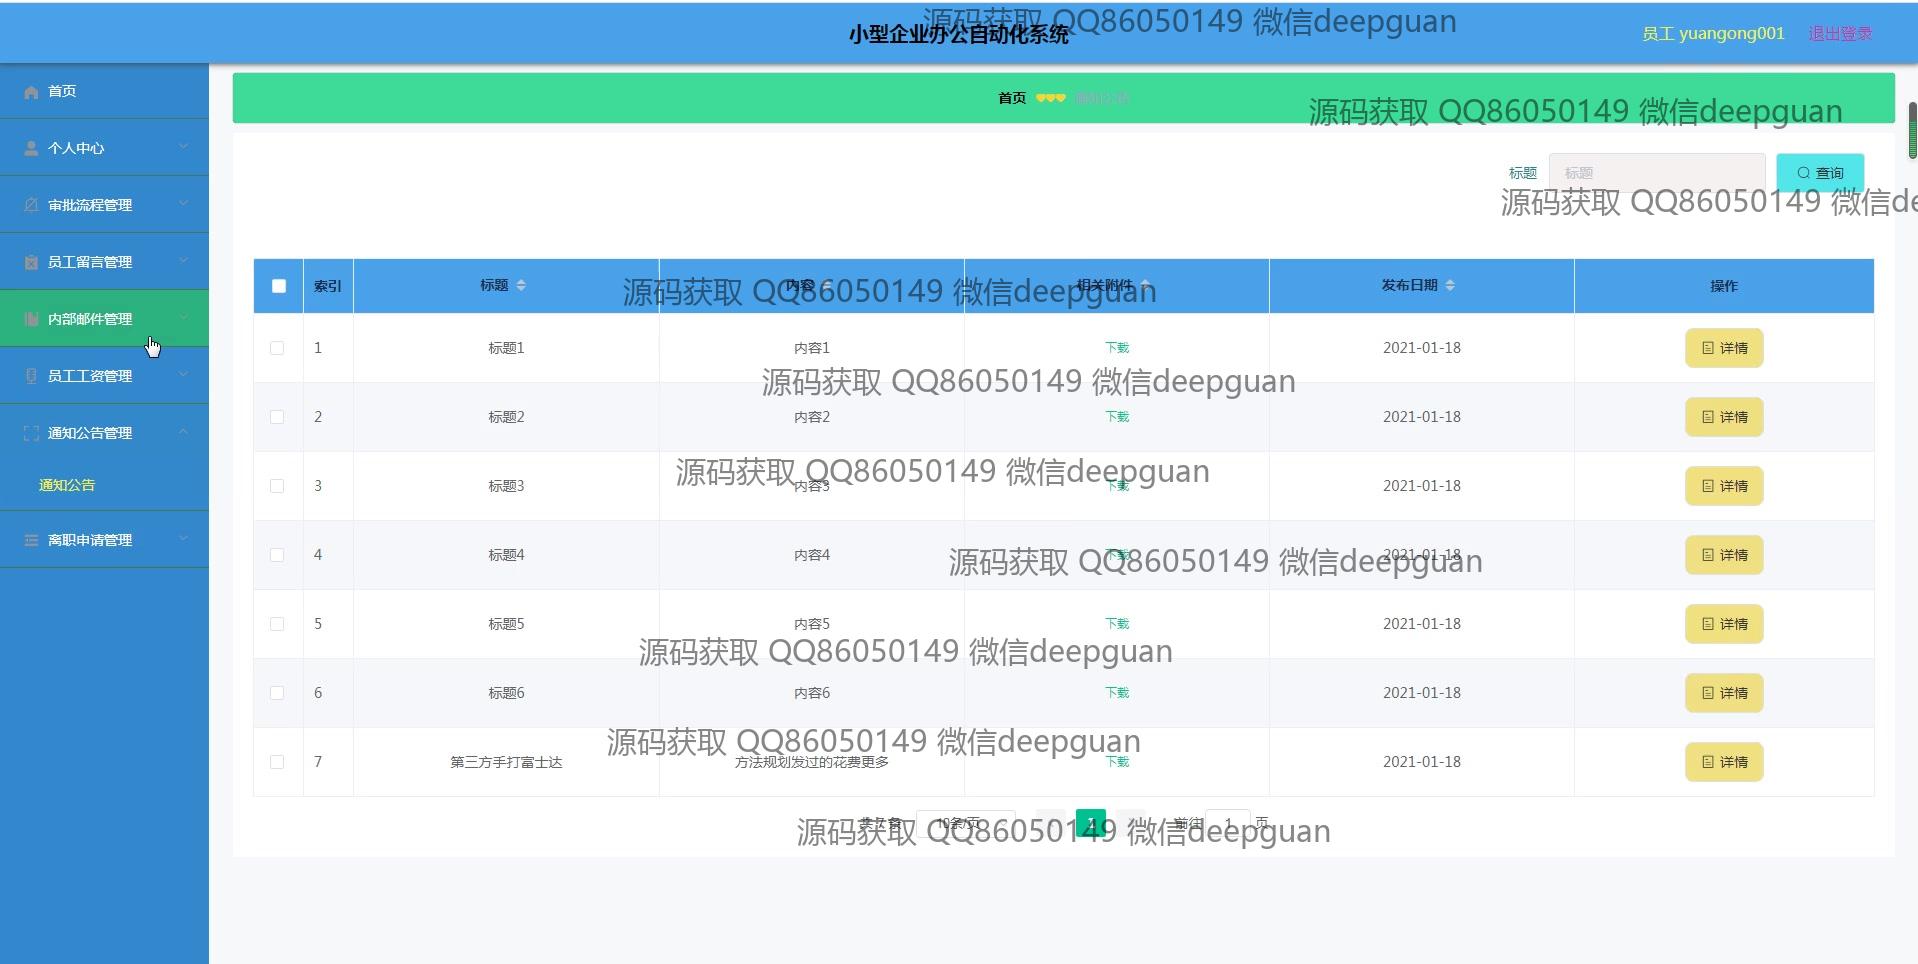 源码获取 QQ86050149 微信deepguan
小型企业办公自动化系统
员工 yuangong001
退出登录
首页
个人中心
审批流程管理
员工留言管理
内部邮件管理
员工工资管理
通知公告管理
通知公告
离职申请管理
首页
源码获取 QQ86050149 微信deepguan
标题 标题 查询
源码获取 QQ86050149 微信de
索引 标题 内容 相关附件 发布日期 操作
源码获取 QQ86050149 微信deepguan
1 标题1 内容1 下载 2021-01-18 详情
源码获取 QQ86050149 微信deepguan
2 标题2 内容2 下载 2021-01-18 详情
源码获取 QQ86050149 微信deepguan
3 标题3 内容3 下载 2021-01-18 详情
4 标题4 内容4 下载 2021-01-18 详情
源码获取 QQ86050149 微信deepguan
5 标题5 内容5 下载 2021-01-18 详情
源码获取 QQ86050149 微信deepguan
6 标题6 内容6 下载 2021-01-18 详情
源码获取 QQ86050149 微信deepguan
7 第三方手打富士达 方法规划发过的花费更多 下载 2021-01-18 详情
共 7 条 10条/页 1 前往 1 页
源码获取 QQ86050149 微信deepguan